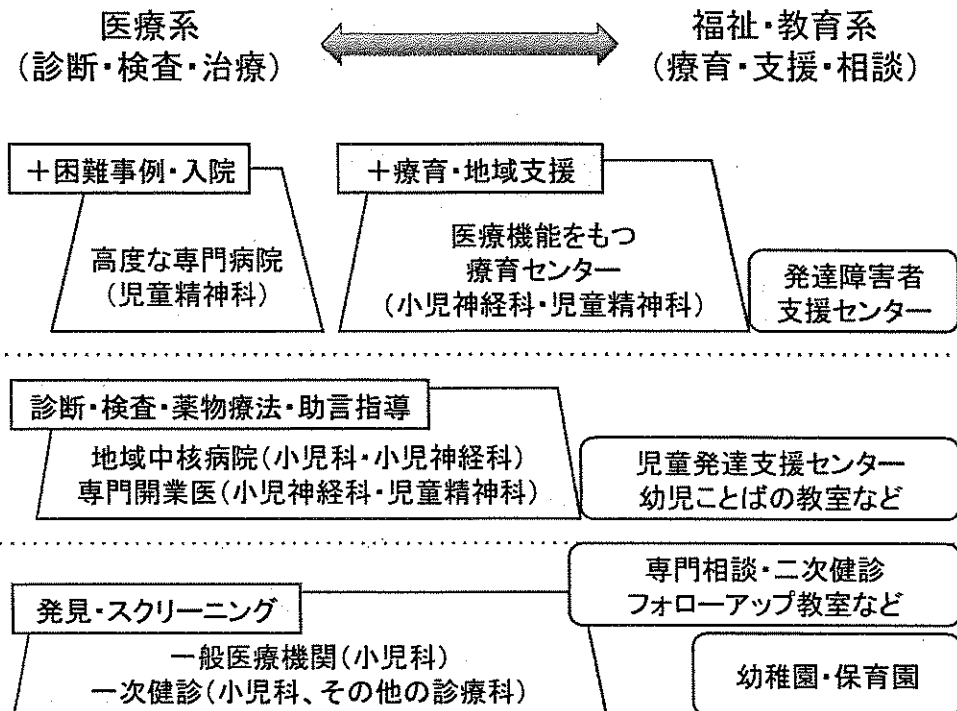 医療系
(診断・検査・治療)
福祉・教育系
(療育・支援・相談)
+困難事例・入院
高度な専門病院
(児童精神科)
+療育・地域支援
医療機能をもつ
療育センター
(小児神経科・児童精神科)
発達障害者
支援センター
診断・検査・薬物療法・助言指導
地域中核病院(小児科・小児神経科)
専門開業医(小児神経科・児童精神科)
児童発達支援センター
幼児ことばの教室など
専門相談・二次健診
フォローアップ教室など
発見・スクリーニング
一般医療機関(小児科)
一次健診(小児科、その他の診療科)
幼稚園・保育園